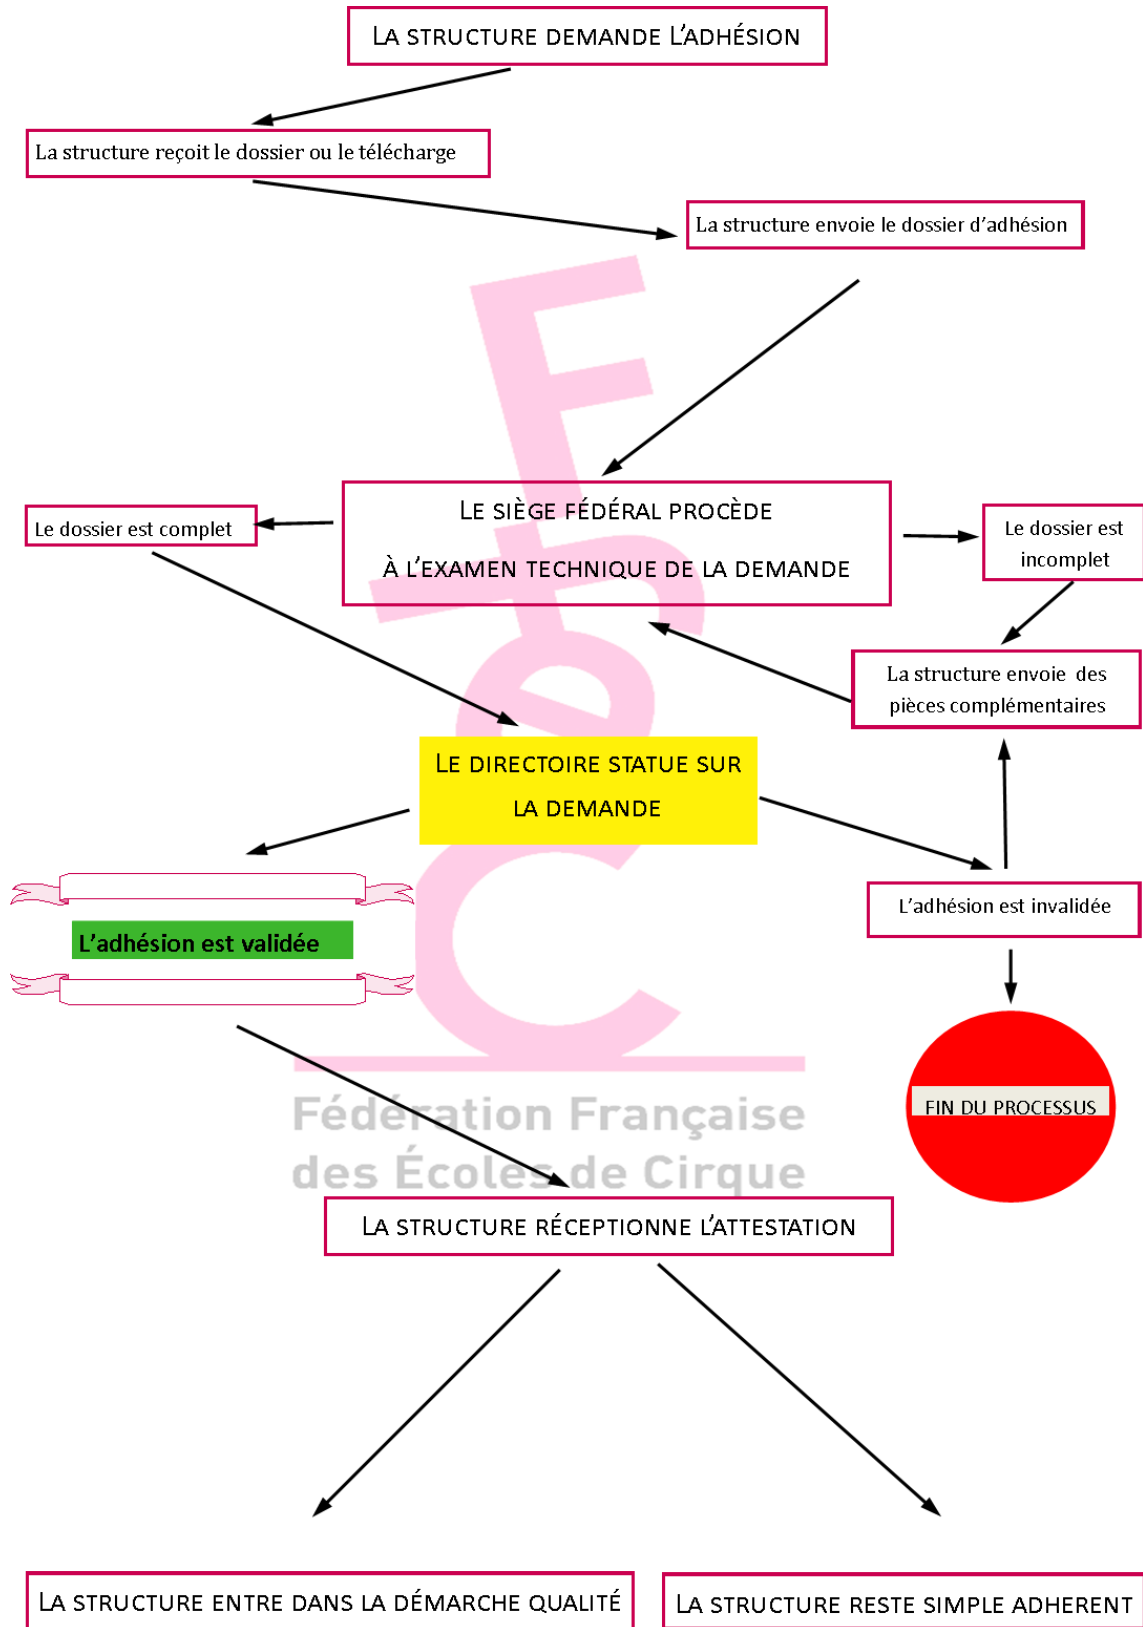 LA STRUCTURE DEMANDE L'ADHÉSION
La structure reçoit le dossier ou le télécharge
La structure envoie le dossier d'adhésion
LE SIÈGE FÉDÉRAL PROCÈDE
À L'EXAMEN TECHNIQUE DE LA DEMANDE
Le dossier est complet
Le dossier est
incomplet
La structure envoie des
pièces complémentaires
LE DIRECTOIRE STATUE SUR
LA DEMANDE
L'adhésion est validée
L'adhésion est invalidée
FIN DU PROCESSUS
Fédération Française
des Écoles de Cirque
LA STRUCTURE RÉCEPTIONNE L'ATTESTATION
LA STRUCTURE ENTRE DANS LA DÉMARCHE QUALITÉ
LA STRUCTURE RESTE SIMPLE ADHERENT